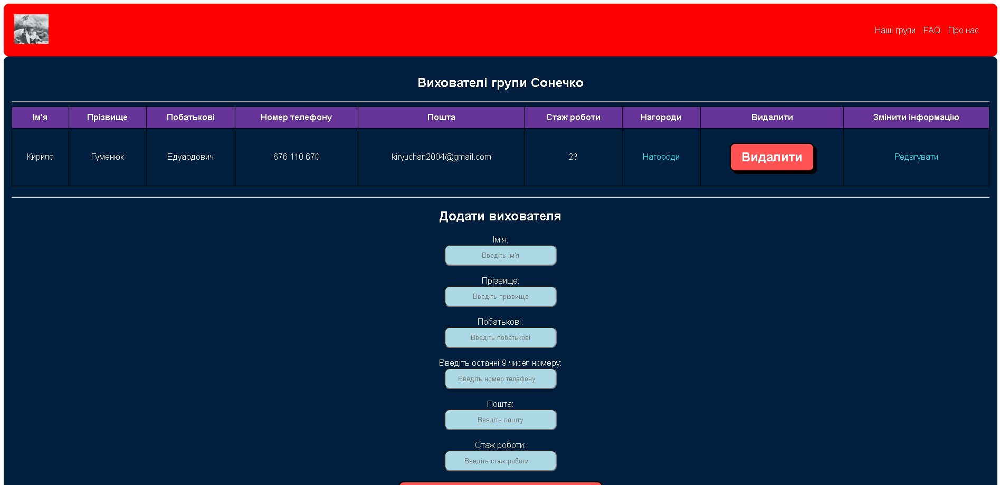 Наші групи FAQ Про нас
Вихователі групи Сонечко
Ім'я Прізвище Побатькові Номер телефону Пошта Стаж роботи Нагороди Видалити Змінити інформацію
Кирило Гуменюк Едуардович 676 110 670 kiryuchan2004@gmail.com 23 Нагороди Видалити Редагувати
Додати вихователя
Ім'я:
Введіть ім'я
Прізвище:
Введіть прізвище
Побатькові:
Введіть побатькові
Введіть останні 9 чисел номеру:
Введіть номер телефону
Пошта:
Введіть пошту
Стаж роботи:
Введіть стаж роботи